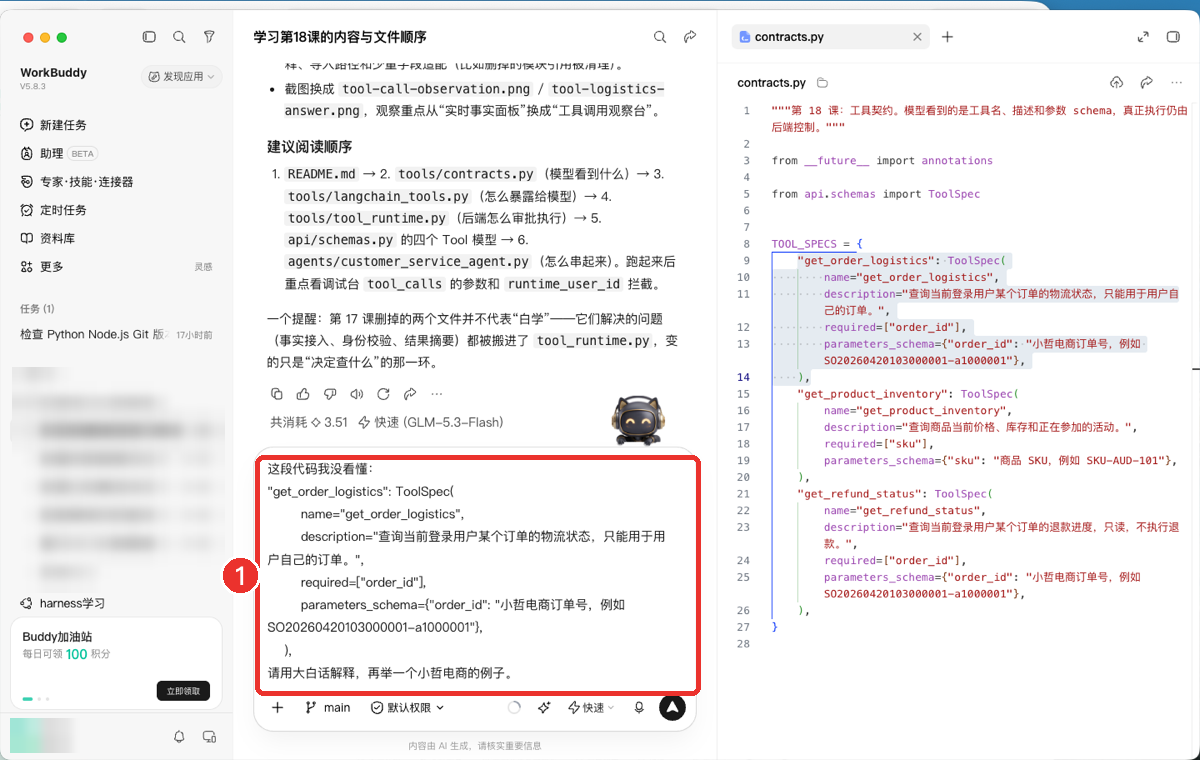 WorkBuddy
V5.8.3
发现应用
新建任务
助理 BETA
专家·技能·连接器
定时任务
资料库
更多
灵感
任务 (1)
检查 Python Node.js Git 版 17小时前
harness学习
Buddy加油站
每日可领 100 积分
立即领取
学习第18课的内容与文件顺序
释、导入路径和少量字段适配（比如删掉的模块引用被清理）。
• 截图换成 tool-call-observation.png / tool-logistics-
answer.png，观察重点从“实时事实面板”换成“工具调用观察台”。
建议阅读顺序
1. README.md → 2. tools/contracts.py（模型看到什么）→ 3.
tools/langchain_tools.py（怎么暴露给模型）→ 4.
tools/tool_runtime.py（后端怎么审批执行）→ 5.
api/schemas.py 的四个 Tool 模型 → 6.
agents/customer_service_agent.py（怎么串起来）。跑起来后
重点看调试台 tool_calls 的参数和 runtime_user_id 拦截。
一个提醒：第 17 课删掉的两个文件并不代表“白学”——它们解决的问题
（事实接入、身份校验、结果摘要）都被搬进了 tool_runtime.py，变
的只是“决定查什么”的那一环。
共消耗 3.51 快速 (GLM-5.3-Flash)
1
这段代码我没看懂：
"get_order_logistics": ToolSpec(
name="get_order_logistics",
description="查询当前登录用户某个订单的物流状态，只能用于用
户自己的订单。",
required=["order_id"],
parameters_schema={"order_id": "小哲电商订单号，例如
SO20260420103000001-a1000001"},
),
请用大白话解释，再举一个小哲电商的例子。
main
默认权限
快速
内容由 AI 生成，请核实重要信息
contracts.py
contracts.py
1 """第 18 课：工具契约。模型看到的是工具名、描述和参数 schema，真正执行仍由
后端控制。"""
2
3 from __future__ import annotations
4
5 from api.schemas import ToolSpec
6
7
8 TOOL_SPECS = {
9 "get_order_logistics": ToolSpec(
10 name="get_order_logistics",
11 description="查询当前登录用户某个订单的物流状态，只能用于用户自
己的订单。",
12 required=["order_id"],
13 parameters_schema={"order_id": "小哲电商订单号，例如
SO20260420103000001-a1000001"},
14 ),
15 "get_product_inventory": ToolSpec(
16 name="get_product_inventory",
17 description="查询商品当前价格、库存和正在参加的活动。",
18 required=["sku"],
19 parameters_schema={"sku": "商品 SKU，例如 SKU-AUD-101"},
20 ),
21 "get_refund_status": ToolSpec(
22 name="get_refund_status",
23 description="查询当前登录用户某个订单的退款进度，只读，不执行退
款。",
24 required=["order_id"],
25 parameters_schema={"order_id": "小哲电商订单号，例如
SO20260420103000001-a1000001"},
26 ),
27 }
28